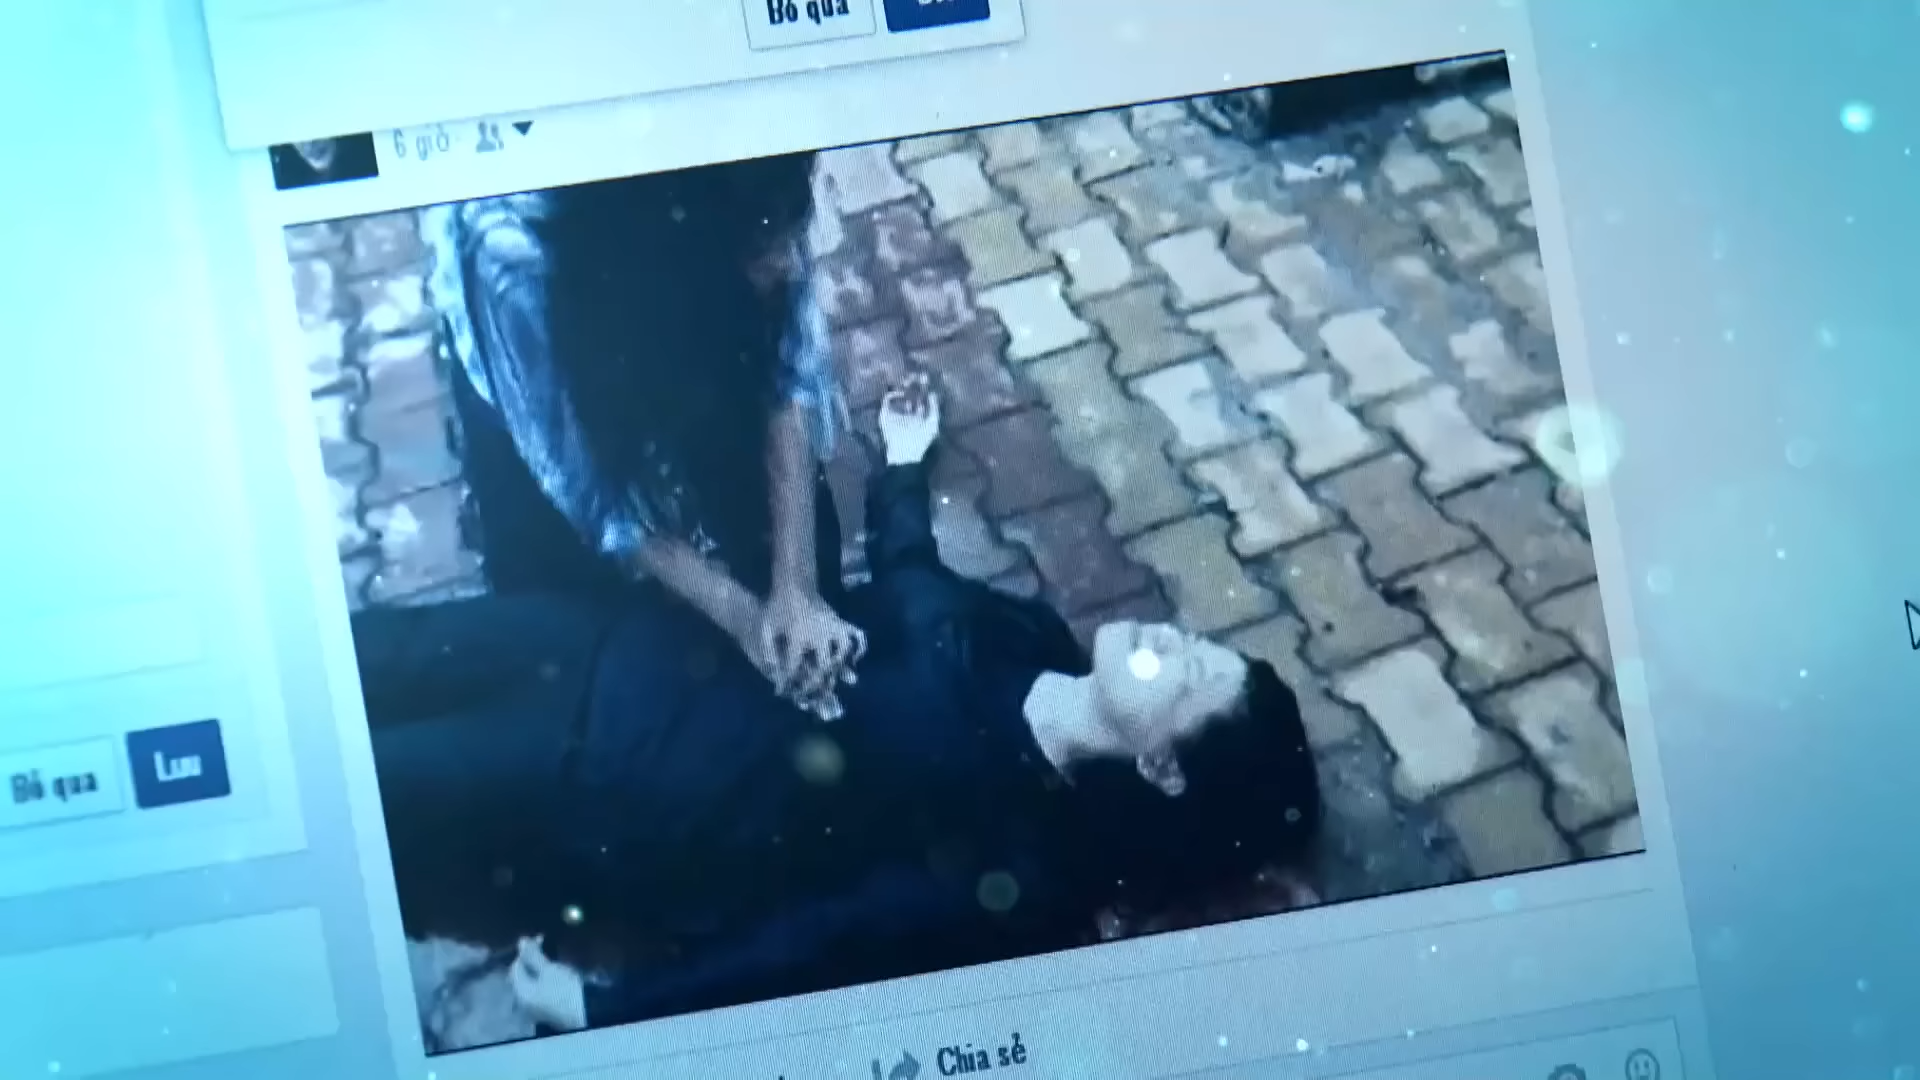 Bỏ qua
6 giờ
Bỏ qua
Lưu
Chia sẻ